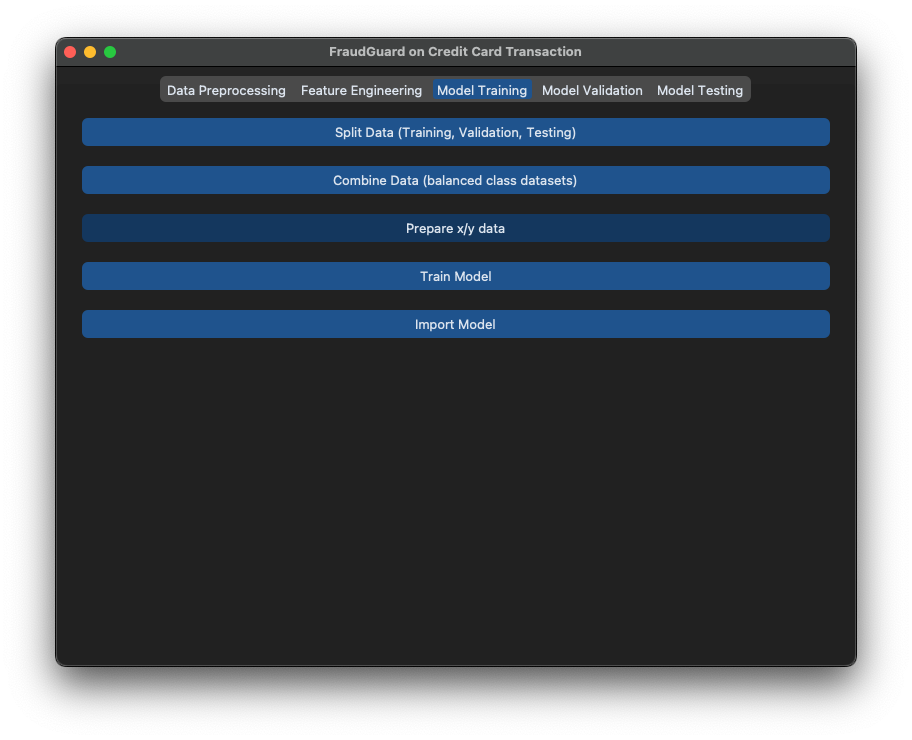 FraudGuard on Credit Card Transaction
Data Preprocessing Feature Engineering Model Training Model Validation Model Testing
Split Data (Training, Validation, Testing)
Combine Data (balanced class datasets)
Prepare x/y data
Train Model
Import Model